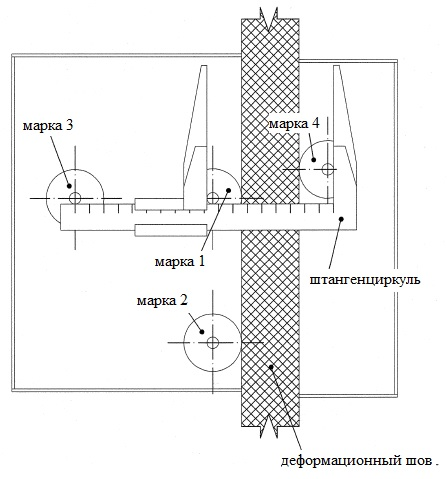 марка 3
марка 4
марка 1
штангенциркуль
марка 2
деформационный шов .